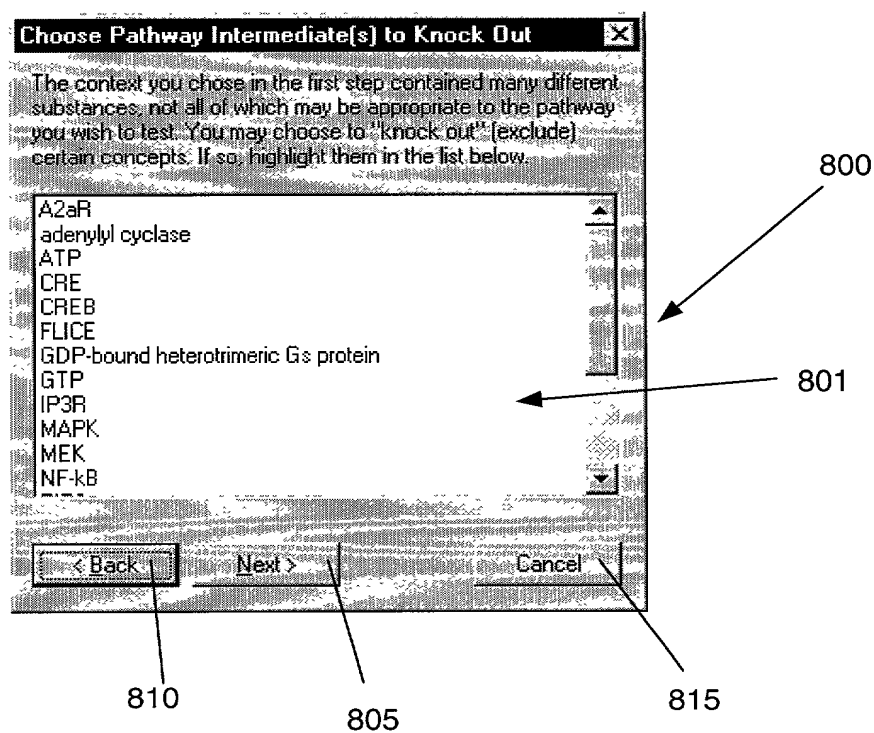 Choose Pathway Intermediate(s) to Knock Out
The context you chose in the first step contained many different
substances, not all of which may be appropriate to the pathway
you wish to test. You may choose to "knock out" (exclude)
certain concepts. If so, highlight them in the list below.
800
A2aR
adenylyl cyclase
ATP
CRE
CREB
FLICE
GDP-bound heterotrimeric Gs protein
GTP
801
IP3R
MAPK
MEK
NF-kB
< Back
Next >
Cancel
810
805
815